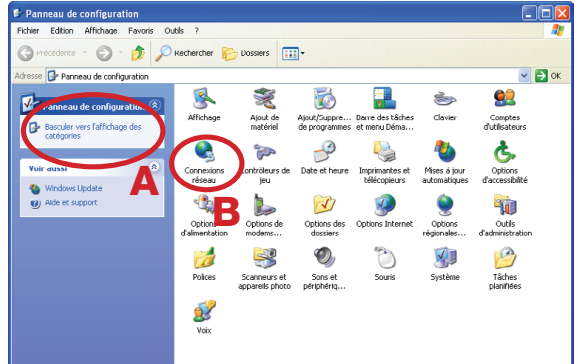 Panneau de configuration
Fichier Edition Affichage Favoris Outils ?
Précédente Rechercher Dossiers
Adresse Panneau de configuration OK
Panneau de configuration
Basculer vers l'affichage des
catégories
Voir aussi
Windows Update
Aide et support
A
B
Affichage
Ajout de
matériel
Ajout/Suppre...
de programmes
Barre des tâches
et menu Déma...
Clavier
Comptes
d'utilisateurs
Connexions
réseau
Contrôleurs de
jeu
Date et heure
Imprimantes et
télécopieurs
Mises à jour
automatiques
Options
d'accessibilité
Options
d'alimentation
Options de
modems...
Options des
dossiers
Options Internet
Options
régionales...
Outils
d'administration
Polices
Scanneurs et
appareils photo
Sons et
périphériq...
Souris
Système
Tâches
planifiées
Voix